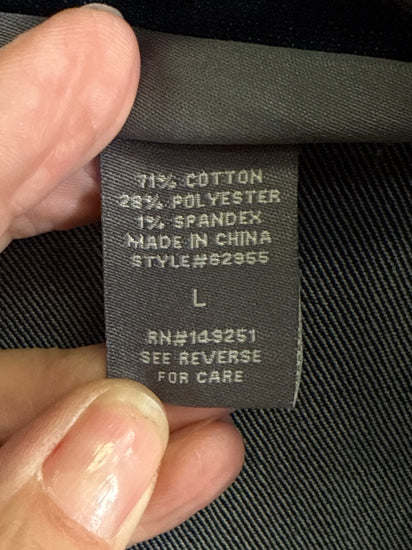 71% COTTON
28% POLYESTER
1% SPANDEX
MADE IN CHINA
STYLE#62955
L
RN#149251
SEE REVERSE
FOR CARE